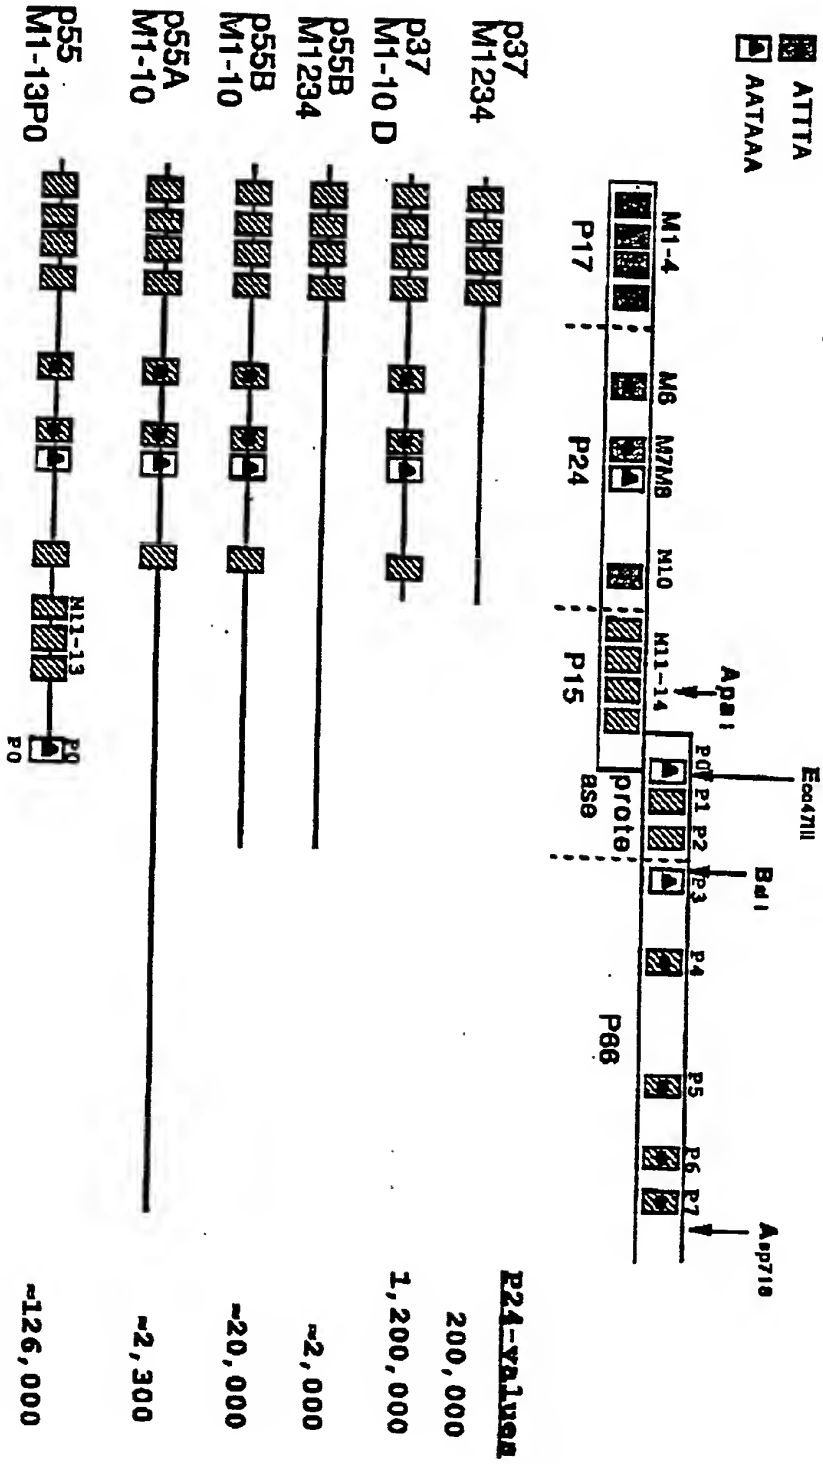 ATTTA
AATAAA
Apa I
Eco47III
Bal I
Asp718
M1-4
M6
M7M8
M10
M11-14
P0
P1
P2
P3
P4
P5
P6
P7
P17
P24
P15
prote
ase
P66
P24-values
p37
M1234
200,000
p37
M1-10 D
1,200,000
p55B
M1234
≈2,000
p55B
M1-10
≈20,000
p55A
M1-10
≈2,300
p55
M1-13P0
M11-13
P0
P0
≈126,000